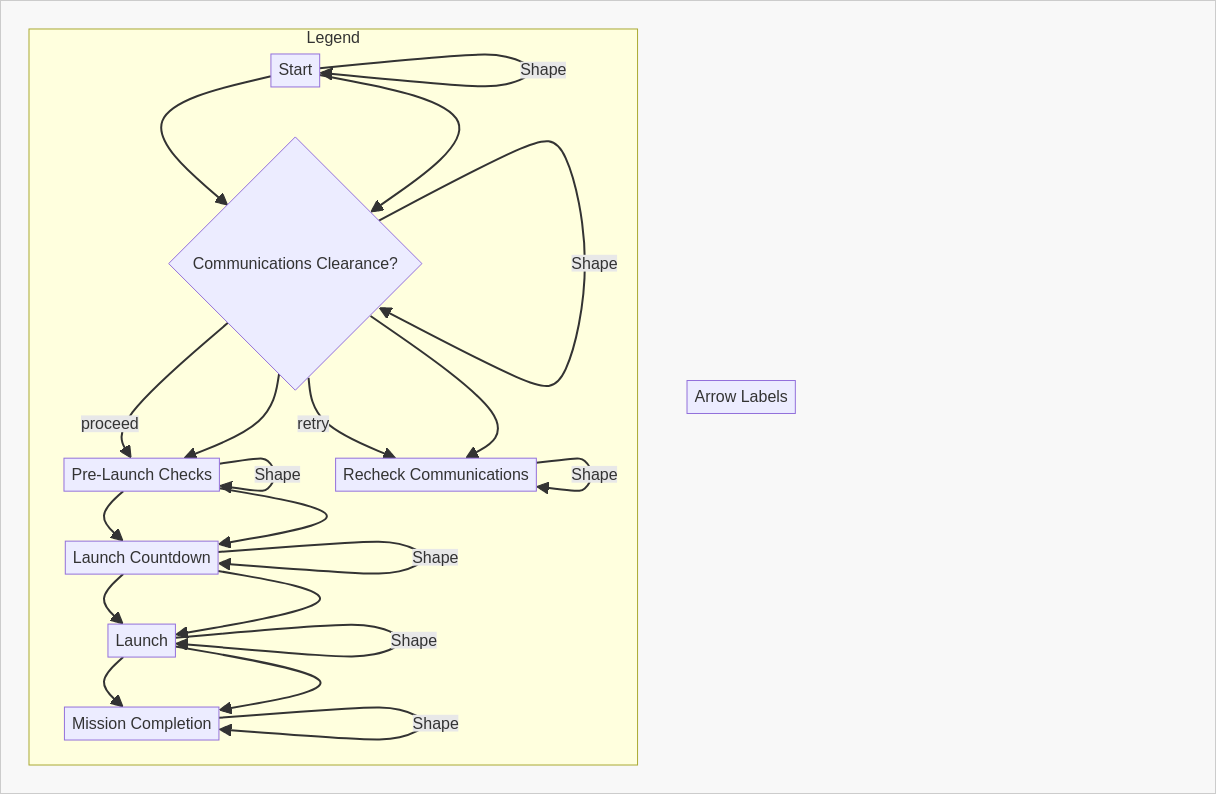 Legend
Start
Shape
Communications Clearance?
Shape
Arrow Labels
proceed
retry
Pre-Launch Checks
Shape
Recheck Communications
Shape
Launch Countdown
Shape
Launch
Shape
Mission Completion
Shape